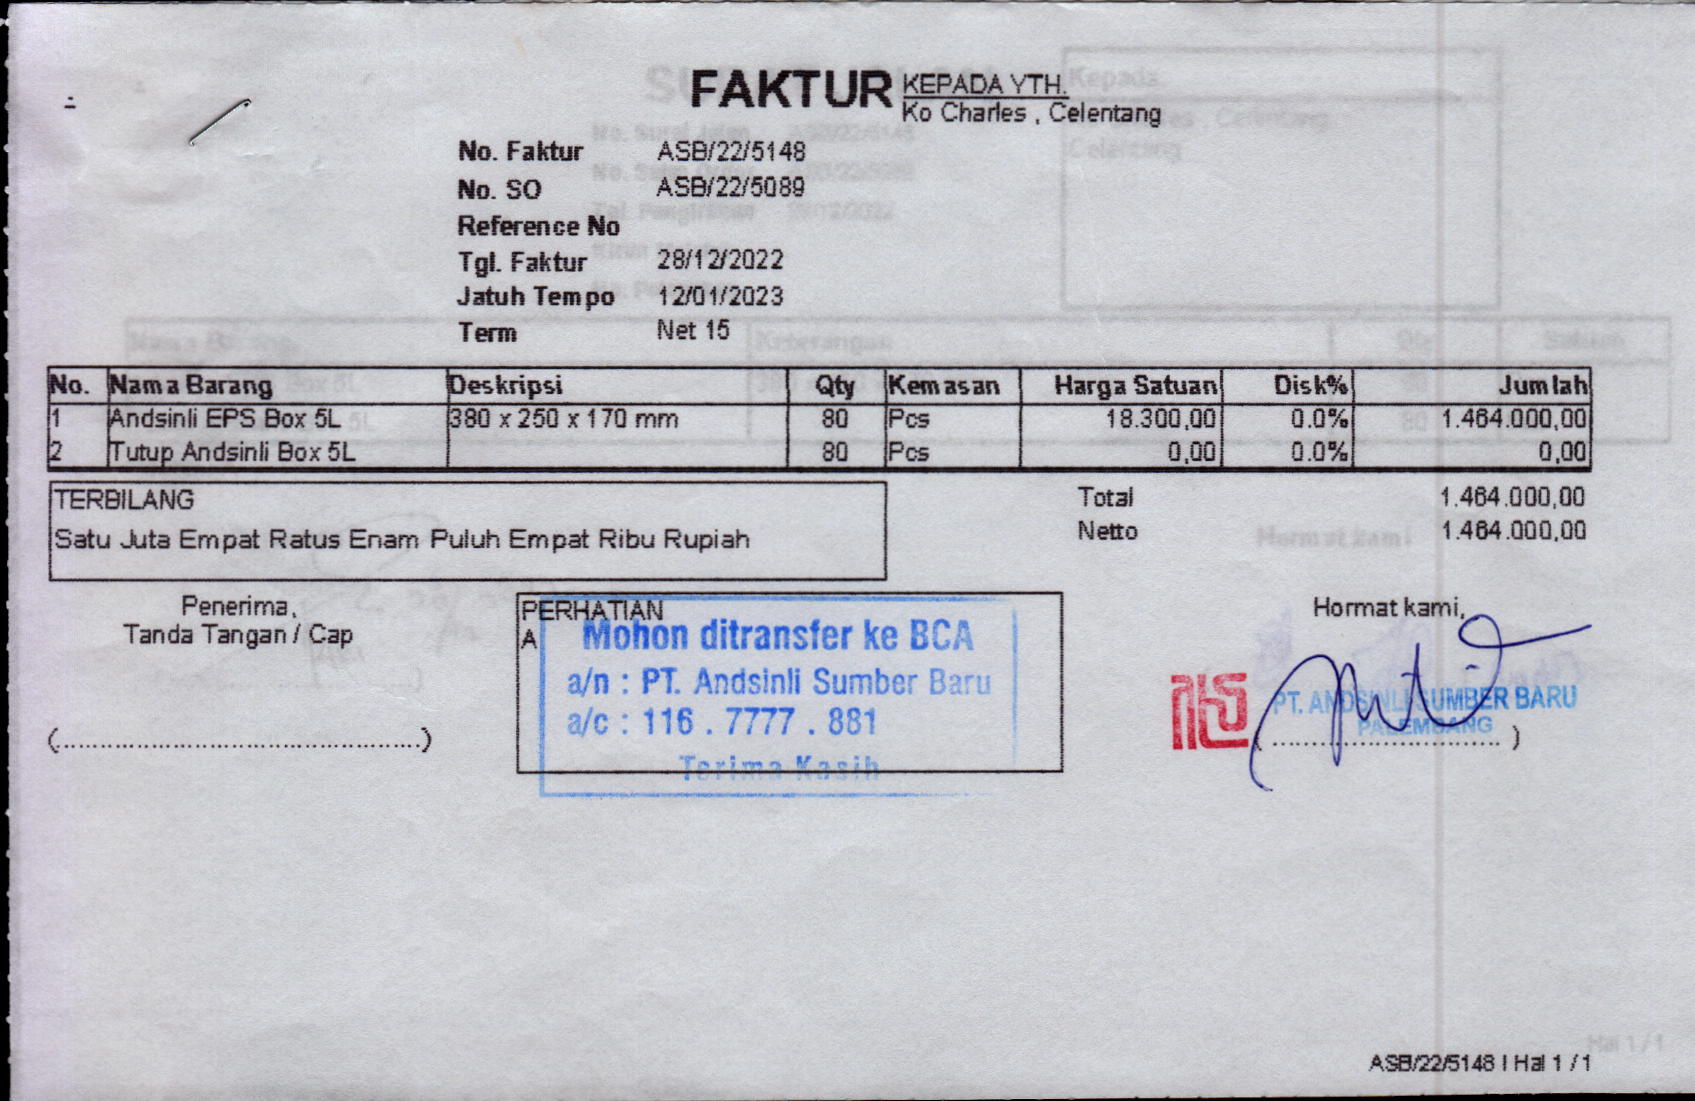 FAKTUR
KEPADA YTH.
Ko Charles , Celentang
No. Faktur ASB/22/5148
No. SO ASB/22/5089
Reference No
Tgl. Faktur 28/12/2022
Jatuh Tempo 12/01/2023
Term Net 15
No. Nama Barang Deskripsi Qty Kemasan Harga Satuan Disk% Jumlah
1 Andsinli EPS Box 5L 380 x 250 x 170 mm 80 Pcs 18.300,00 0.0% 1.464.000,00
2 Tutup Andsinli Box 5L 80 Pcs 0,00 0.0% 0,00
TERBILANG
Satu Juta Empat Ratus Enam Puluh Empat Ribu Rupiah
Total 1.464.000,00
Netto 1.464.000,00
Penerima,
Tanda Tangan / Cap
(................................................)
PERHATIAN
A
Mohon ditransfer ke BCA
a/n : PT. Andsinli Sumber Baru
a/c : 116 . 7777 . 881
Terima Kasih
Hormat kami,
PT. ANDSINLI SUMBER BARU
PALEMBANG
(..............................)
ASB/22/5148 | Hal 1 / 1